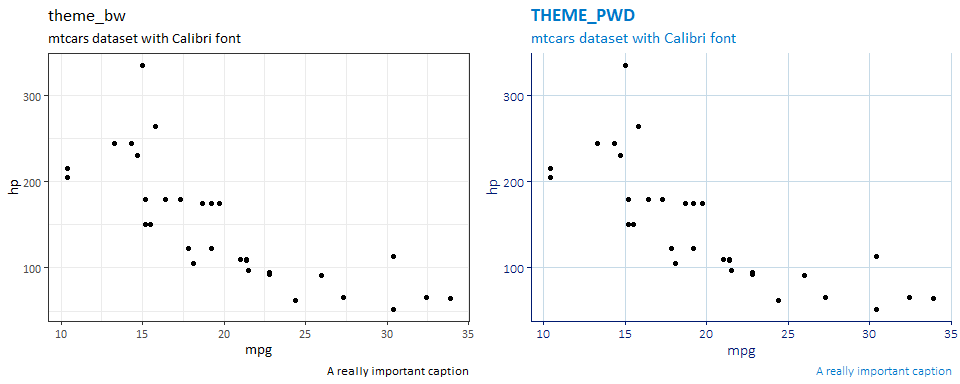 theme_bw
mtcars dataset with Calibri font
300
200
100
hp
10 15 20 25 30 35
mpg
A really important caption
THEME_PWD
mtcars dataset with Calibri font
300
200
100
hp
10 15 20 25 30 35
mpg
A really important caption